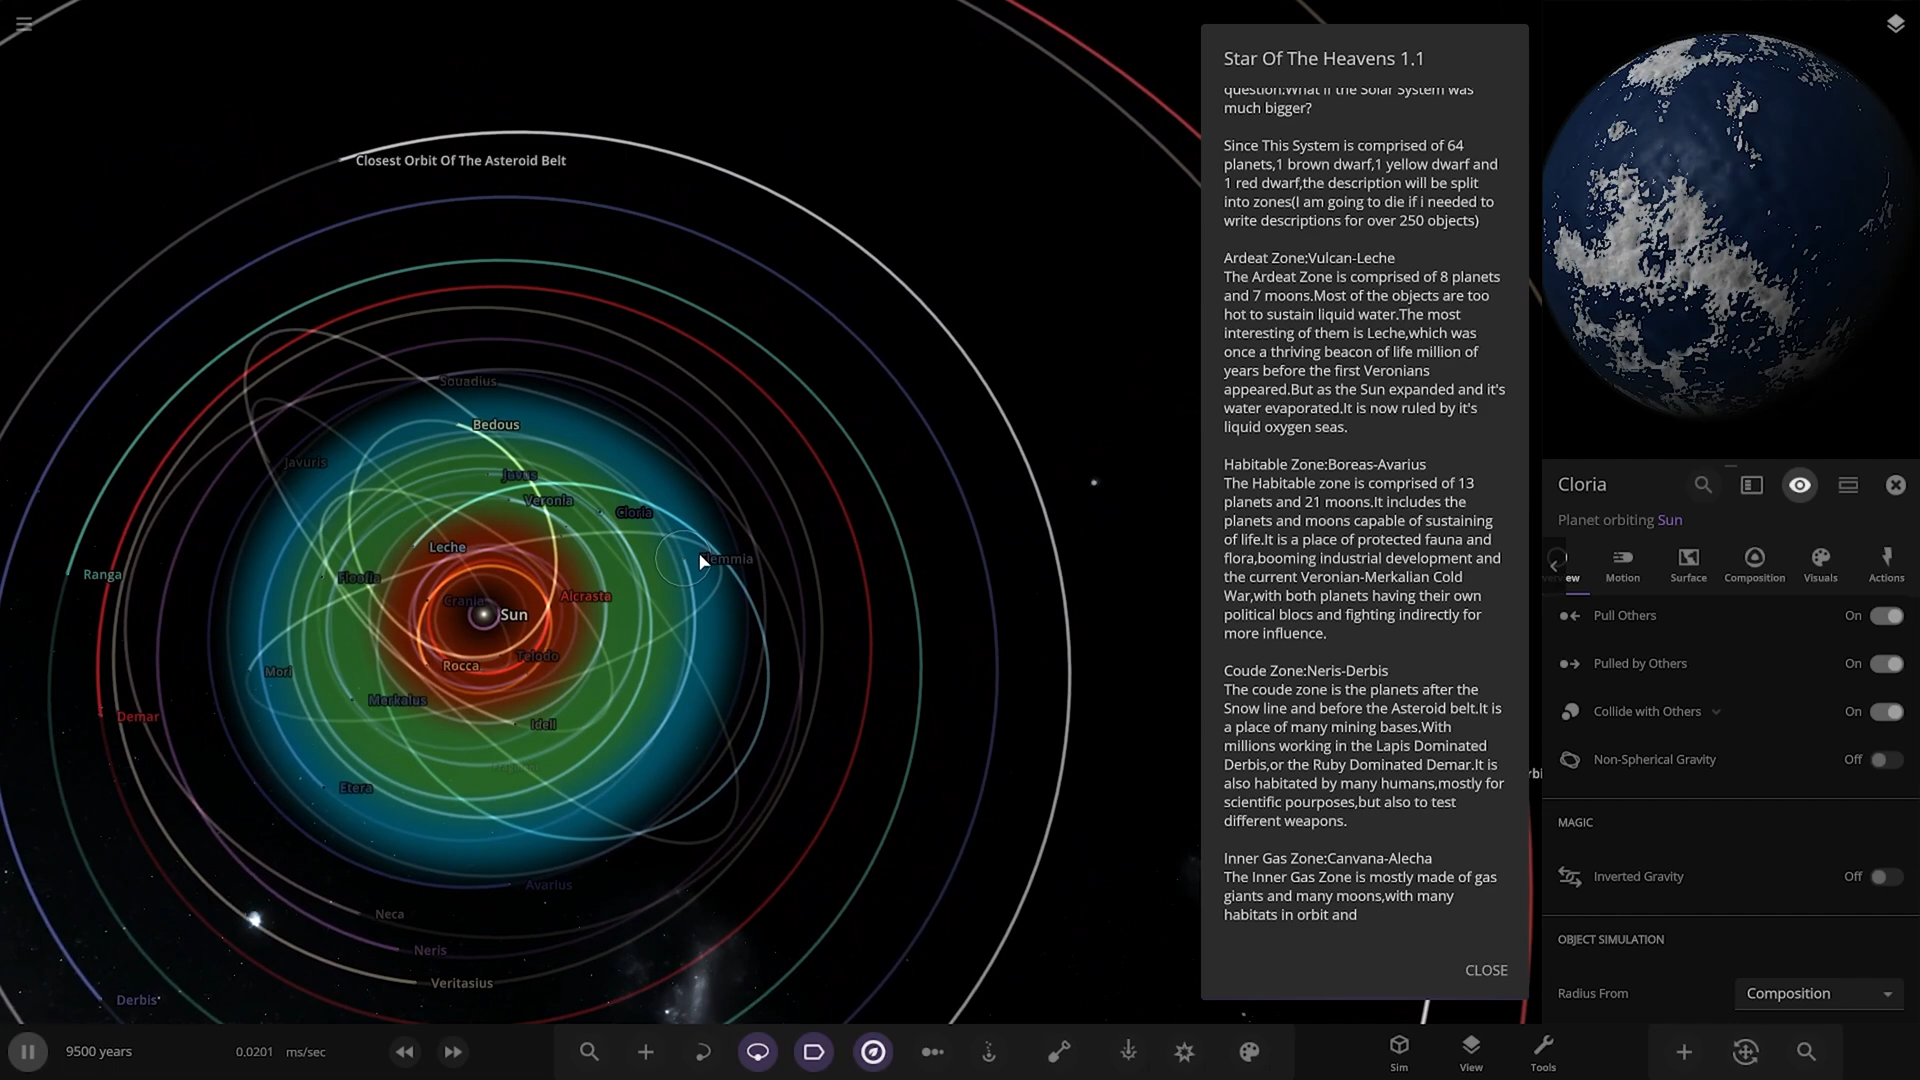 Closest Orbit Of The Asteroid Belt
Souadius
Bedous
Javuris
Juvas
Veronia
Cloria
Leche
Floofia
Crania
Alcrasta
Sun
Ranga
Rocca
Telodo
Mori
Merkalus
Demar
Idell
Etera
Avarius
Neca
Neris
Veritasius
Derbis
Star Of The Heavens 1.1
question:What if the Solar System was
much bigger?
Since This System is comprised of 64
planets,1 brown dwarf,1 yellow dwarf and
1 red dwarf,the description will be split
into zones(I am going to die if i needed to
write descriptions for over 250 objects)
Ardeat Zone:Vulcan-Leche
The Ardeat Zone is comprised of 8 planets
and 7 moons.Most of the objects are too
hot to sustain liquid water.The most
interesting of them is Leche,which was
once a thriving beacon of life million of
years before the first Veronians
appeared.But as the Sun expanded and it's
water evaporated.It is now ruled by it's
liquid oxygen seas.
Habitable Zone:Boreas-Avarius
The Habitable zone is comprised of 13
planets and 21 moons.It includes the
planets and moons capable of sustaining
of life.It is a place of protected fauna and
flora,booming industrial development and
the current Veronian-Merkalian Cold
War,with both planets having their own
political blocs and fighting indirectly for
more influence.
Coude Zone:Neris-Derbis
The coude zone is the planets after the
Snow line and before the Asteroid belt.It is
a place of many mining bases.With
millions working in the Lapis Dominated
Derbis,or the Ruby Dominated Demar.It is
also habitated by many humans,mostly for
scientific pourposes,but also to test
different weapons.
Inner Gas Zone:Canvana-Alecha
The Inner Gas Zone is mostly made of gas
giants and many moons,with many
habitats in orbit and
CLOSE
Cloria
Planet orbiting Sun
Motion Surface Composition Visuals Actions
Pull Others On
Pulled by Others On
Collide with Others On
Non-Spherical Gravity Off
MAGIC
Inverted Gravity Off
OBJECT SIMULATION
Radius From Composition
9500 years 0.0201 ms/sec
Sim View Tools